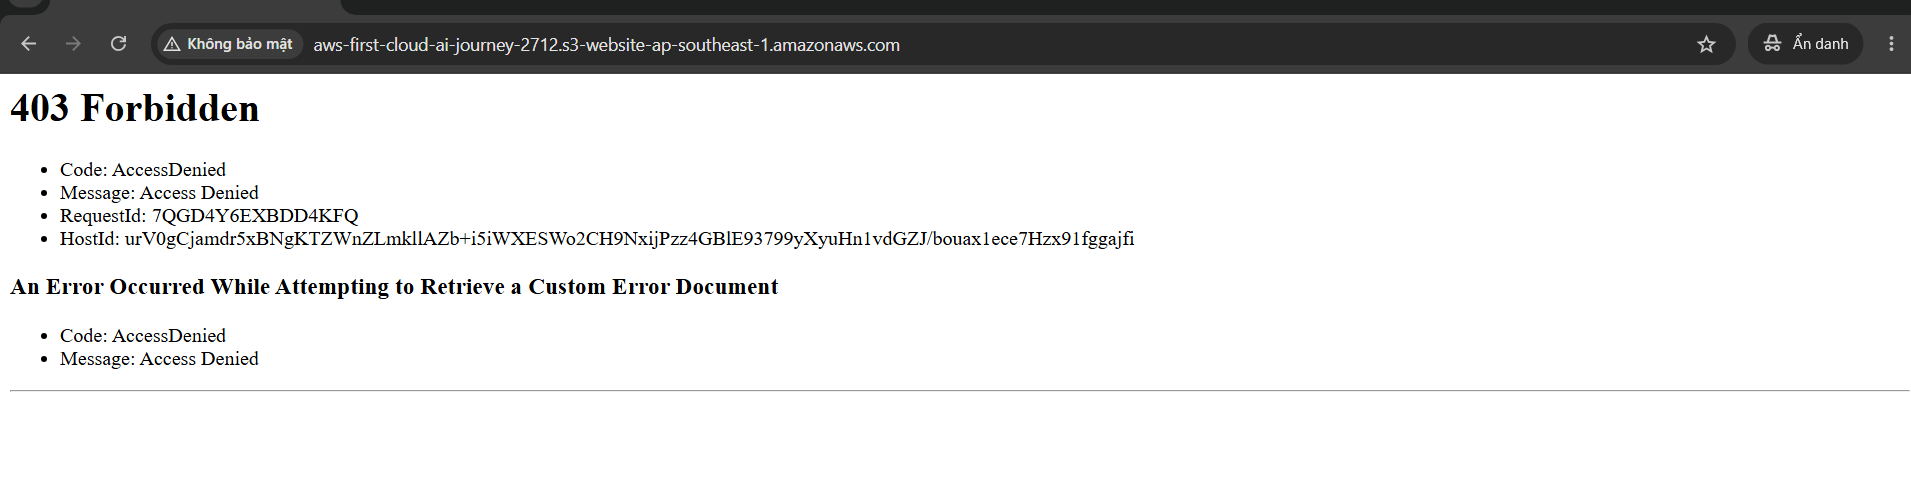 Không bảo mật aws-first-cloud-ai-journey-2712.s3-website-ap-southeast-1.amazonaws.com Ẩn danh
403 Forbidden
Code: AccessDenied
Message: Access Denied
RequestId: 7QGD4Y6EXBDD4KFQ
HostId: urV0gCjamdr5xBNgKTZWnZLmkllAZb+i5iWXESWo2CH9NxijPzz4GBlE93799yXyuHn1vdGZJ/bouax1ece7Hzx91fggajfi
An Error Occurred While Attempting to Retrieve a Custom Error Document
Code: AccessDenied
Message: Access Denied